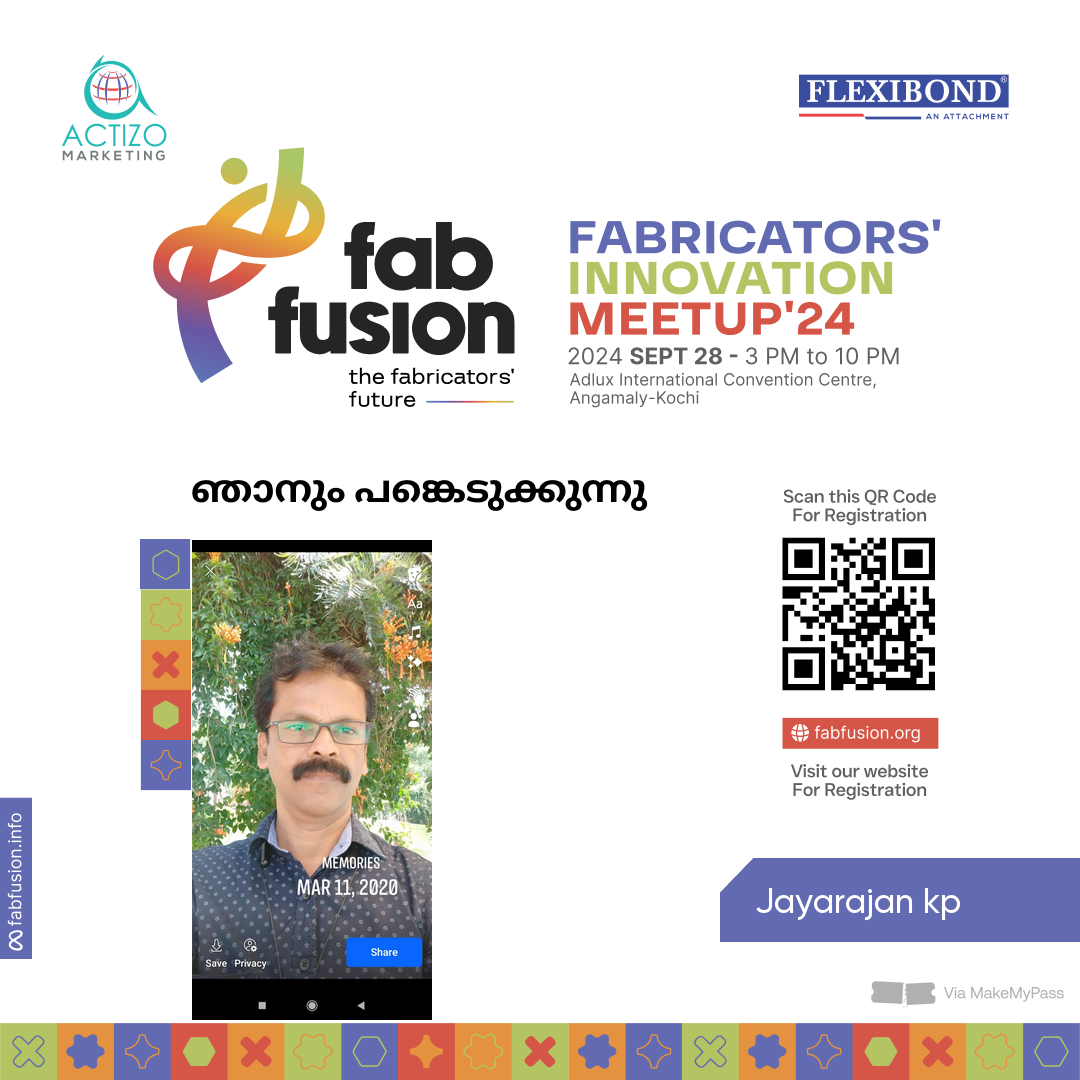 ACTIZO
MARKETING
FLEXIBOND®
AN ATTACHMENT
fab
fusion
the fabricators'
future
FABRICATORS'
INNOVATION
MEETUP'24
2024 SEPT 28 - 3 PM to 10 PM
Adlux International Convention Centre,
Angamaly-Kochi
ഞാനും പങ്കെടുക്കുന്നു
Scan this QR Code
For Registration
fabfusion.org
Visit our website
For Registration
Aa
MEMORIES
MAR 11, 2020
Save Privacy
Share
fabfusion.info
Jayarajan kp
Via MakeMyPass